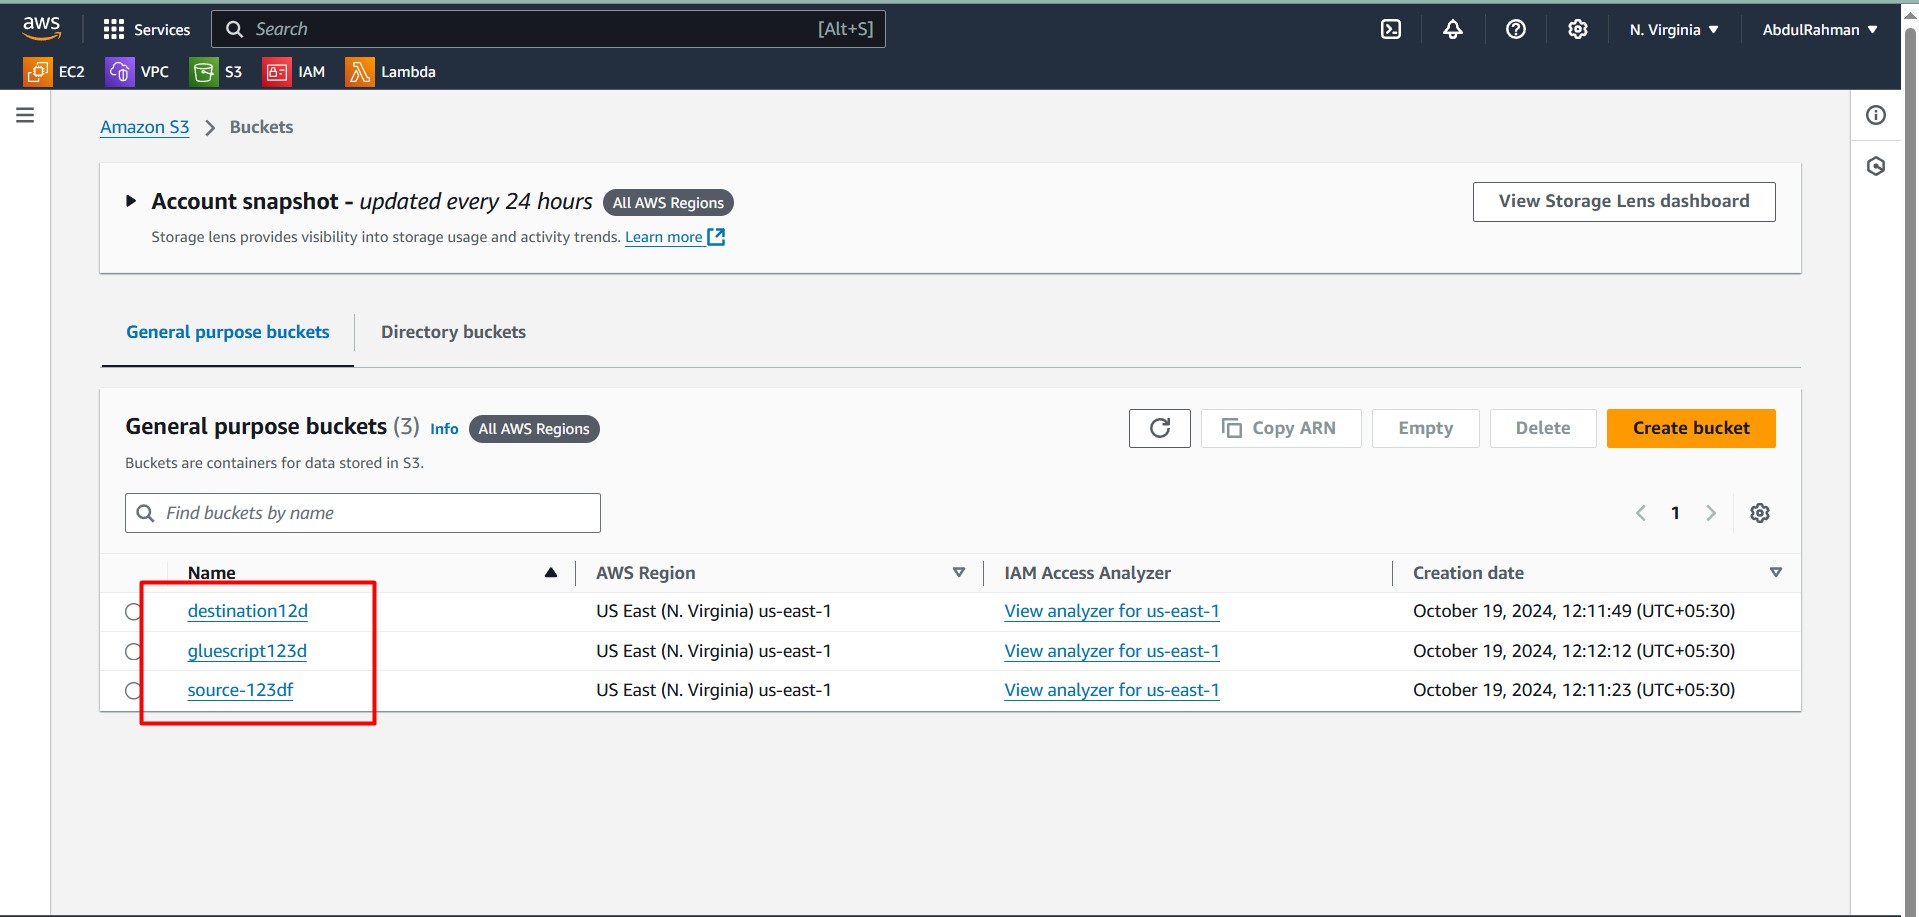 aws Services Search [Alt+S] N. Virginia AbdulRahman
EC2 VPC S3 IAM Lambda
Amazon S3 Buckets
Account snapshot - updated every 24 hours All AWS Regions View Storage Lens dashboard
Storage lens provides visibility into storage usage and activity trends. Learn more
General purpose buckets Directory buckets
General purpose buckets (3) Info All AWS Regions Copy ARN Empty Delete Create bucket
Buckets are containers for data stored in S3.
Find buckets by name 1
Name AWS Region IAM Access Analyzer Creation date
destination12d US East (N. Virginia) us-east-1 View analyzer for us-east-1 October 19, 2024, 12:11:49 (UTC+05:30)
gluescript123d US East (N. Virginia) us-east-1 View analyzer for us-east-1 October 19, 2024, 12:12:12 (UTC+05:30)
source-123df US East (N. Virginia) us-east-1 View analyzer for us-east-1 October 19, 2024, 12:11:23 (UTC+05:30)